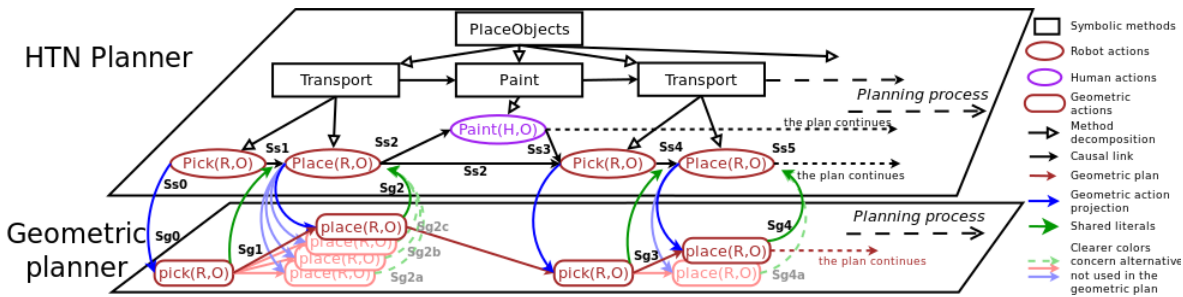 PlaceObjects
HTN Planner
Transport
Paint
Transport
Planning process
Paint(H,O)
the plan continues
Pick(R,O)
Ss1
Place(R,O)
Ss2
Ss2
Ss3
Pick(R,O)
Ss4
Place(R,O)
Ss5
the plan continues
Ss0
Geometric
planner
Sg0
pick(R,O)
Sg1
place(R,O)
place(R,O)
place(R,O)
place(R,O)
Sg2
Sg2c
Sg2b
Sg2a
pick(R,O)
Sg3
place(R,O)
place(R,O)
Sg4
Sg4a
the plan continues
Planning process
Symbolic methods
Robot actions
Human actions
Geometric
actions
Method
decomposition
Causal link
Geometric plan
Geometric action
projection
Shared literals
Clearer colors
concern alternative
not used in the
geometric plan